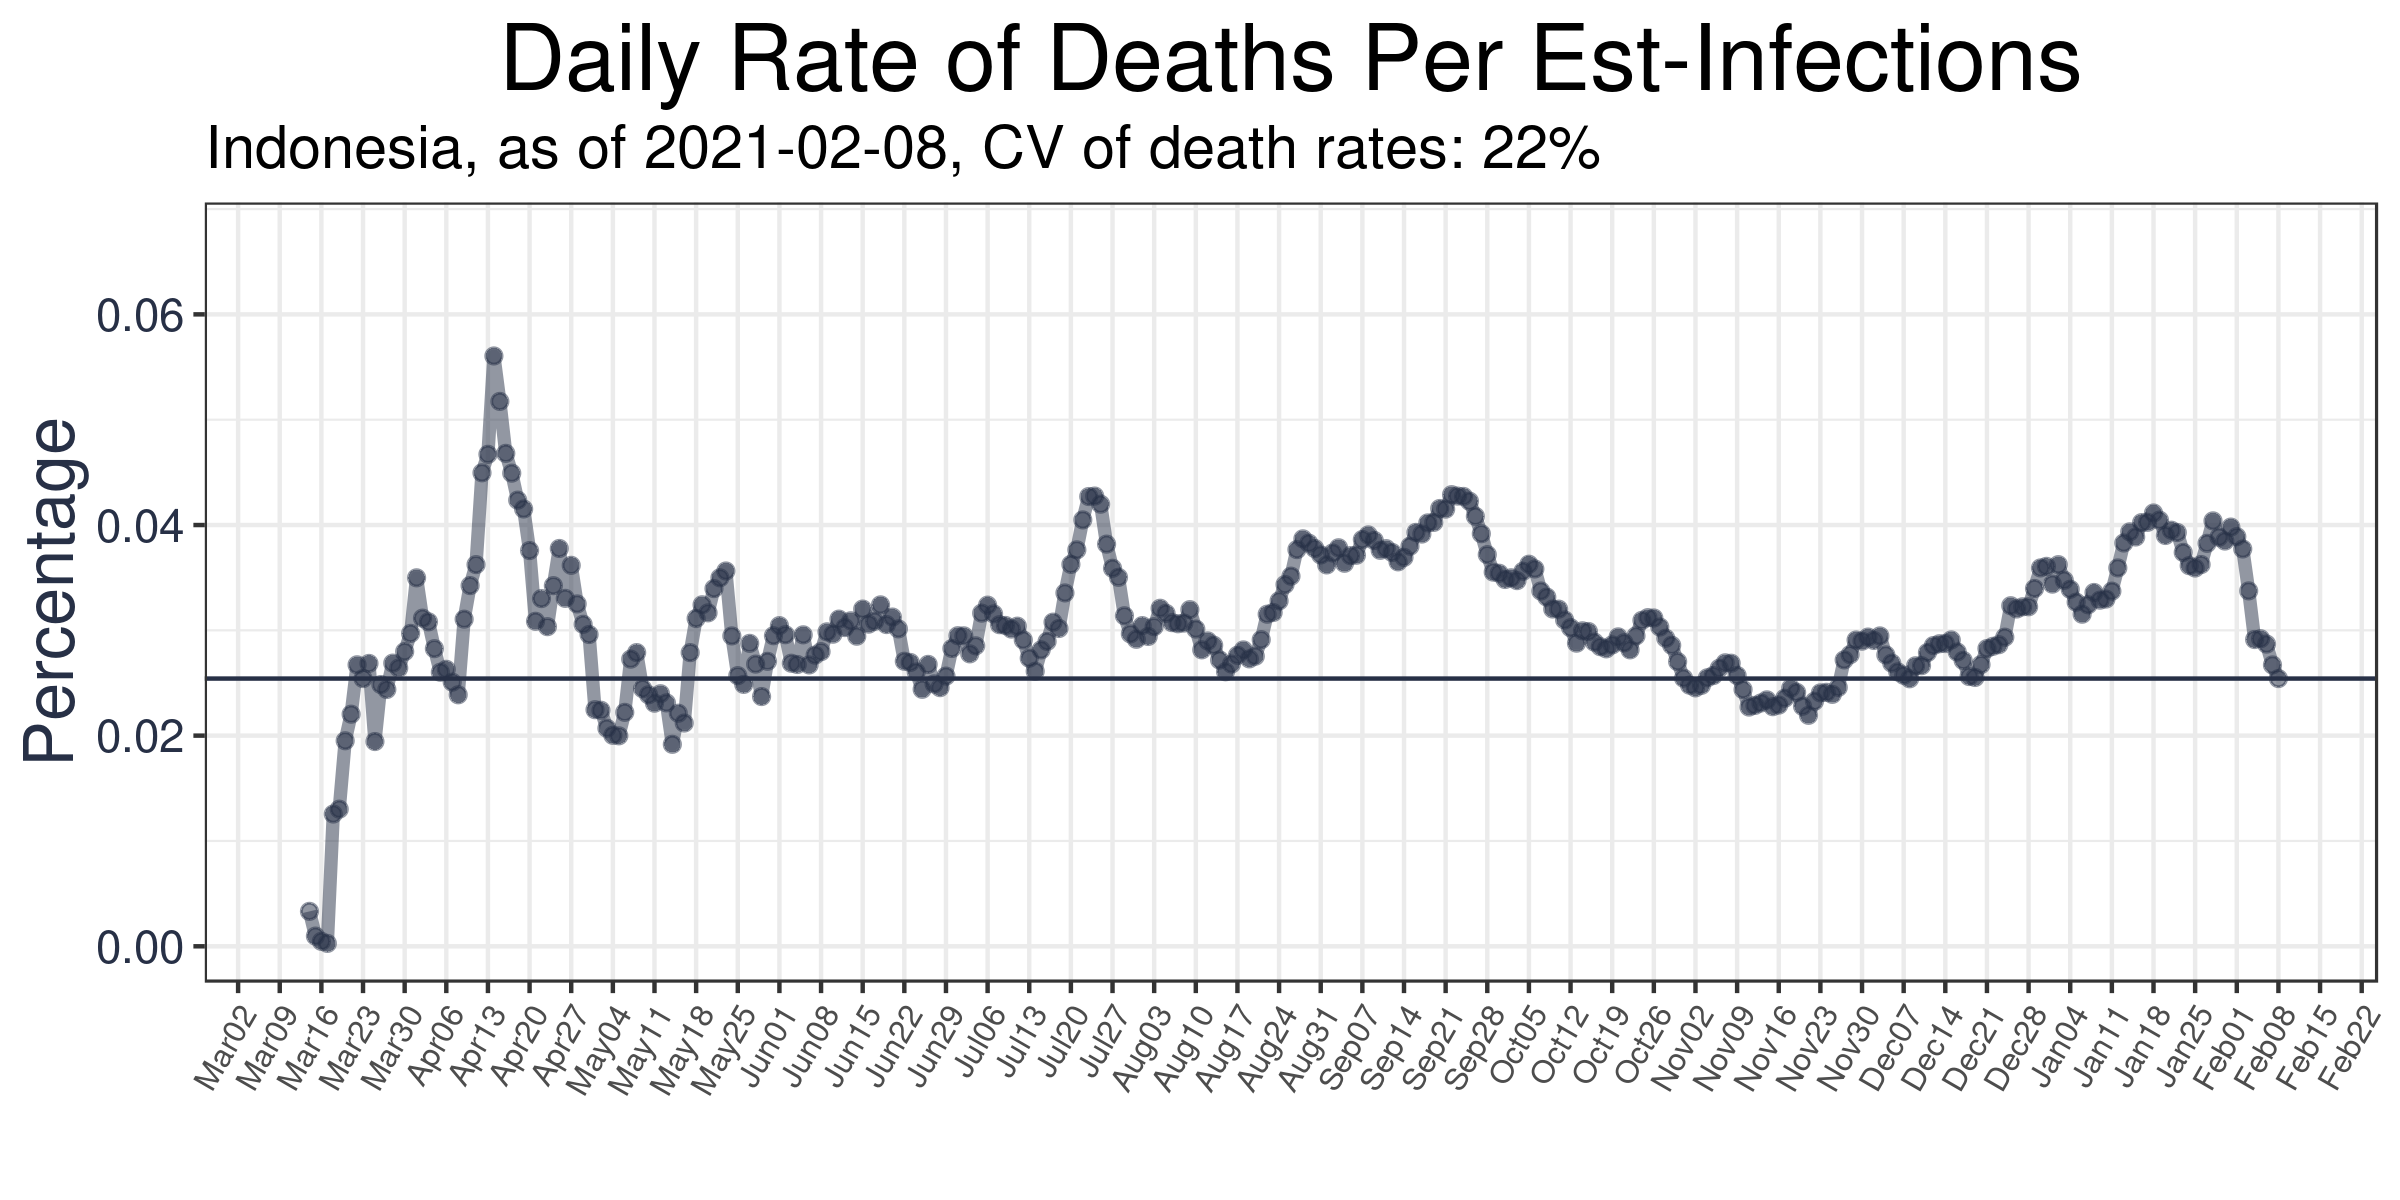 Daily Rate of Deaths Per Est-Infections
Indonesia, as of 2021-02-08, CV of death rates: 22%
Percentage
0.06
0.04
0.02
0.00
Mar02
Mar09
Mar16
Mar23
Mar30
Apr06
Apr13
Apr20
Apr27
May04
May11
May18
May25
Jun01
Jun08
Jun15
Jun22
Jun29
Jul06
Jul13
Jul20
Jul27
Aug03
Aug10
Aug17
Aug24
Aug31
Sep07
Sep14
Sep21
Sep28
Oct05
Oct12
Oct19
Oct26
Nov02
Nov09
Nov16
Nov23
Nov30
Dec07
Dec14
Dec21
Dec28
Jan04
Jan11
Jan18
Jan25
Feb01
Feb08
Feb15
Feb22